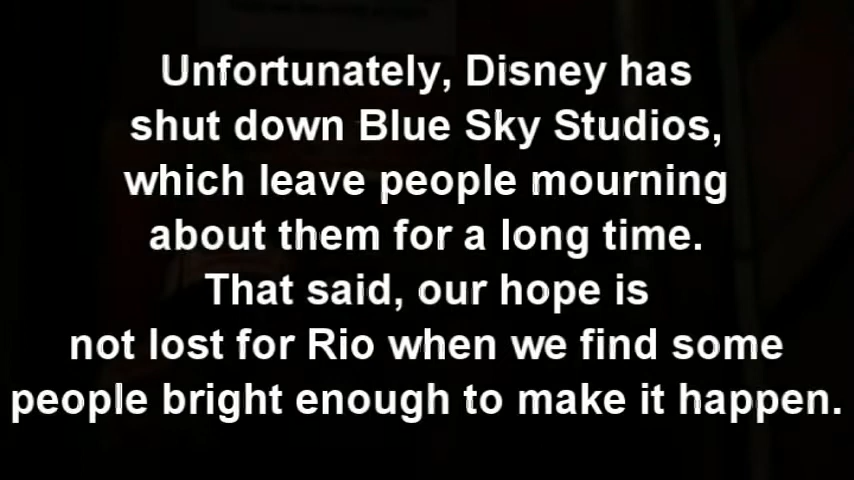 Unfortunately, Disney has
shut down Blue Sky Studios,
which leave people mourning
about them for a long time.
That said, our hope is
not lost for Rio when we find some
people bright enough to make it happen.